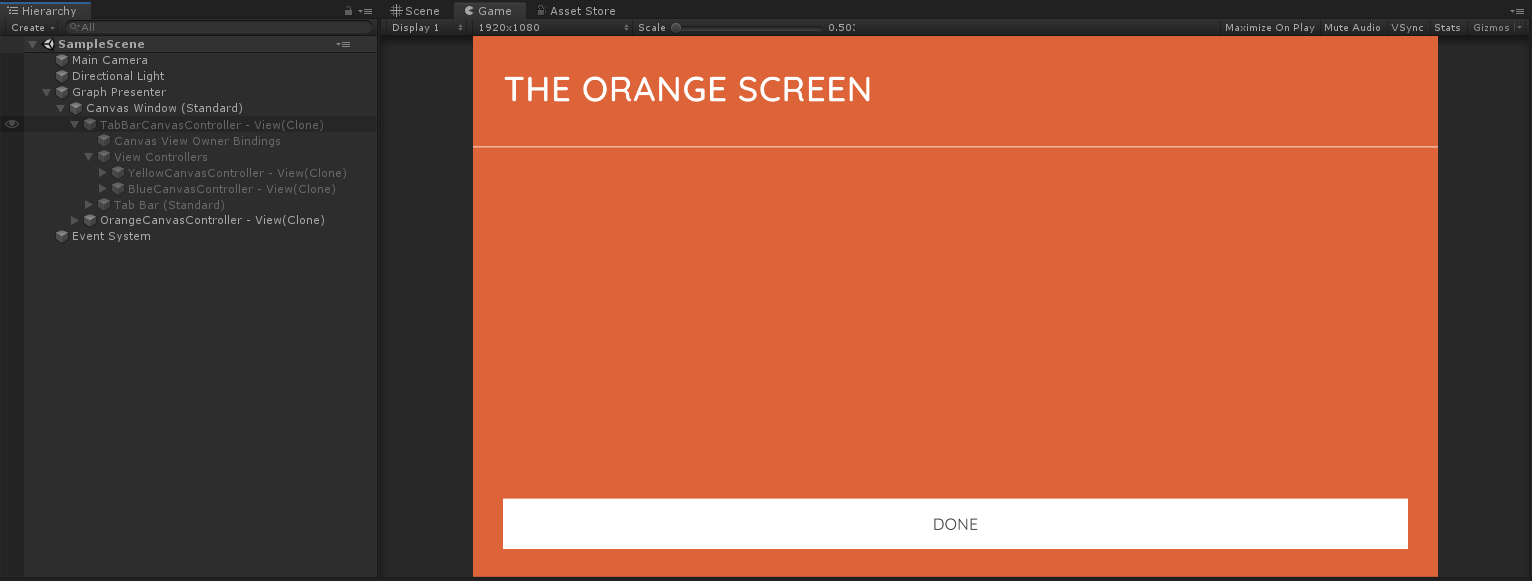 Hierarchy
Create
All
SampleScene
Main Camera
Directional Light
Graph Presenter
Canvas Window (Standard)
TabBarCanvasController - View(Clone)
Canvas View Owner Bindings
View Controllers
YellowCanvasController - View(Clone)
BlueCanvasController - View(Clone)
Tab Bar (Standard)
OrangeCanvasController - View(Clone)
Event System
Scene Game Asset Store
Display 1 1920x1080 Scale 0.50 Maximize On Play Mute Audio VSync Stats Gizmos
THE ORANGE SCREEN
DONE